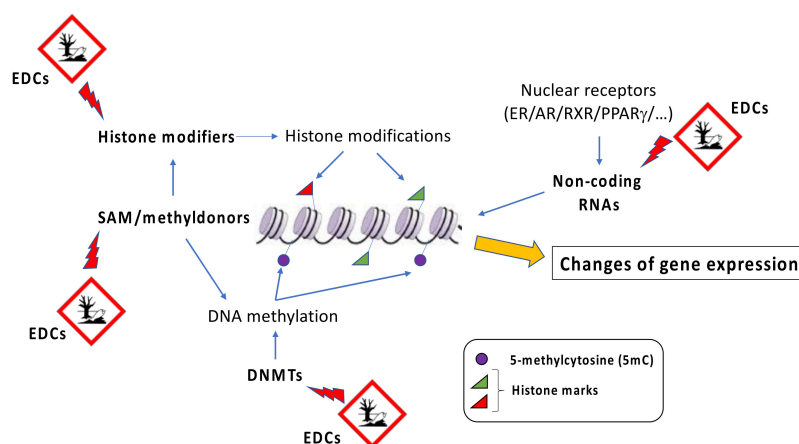 EDCs
Nuclear receptors
(ER/AR/RXR/PPARγ/...)
EDCs
Histone modifiers
Histone modifications
Non-coding
RNAs
SAM/methyldonors
Changes of gene expression
EDCs
DNA methylation
DNMTs
EDCs
5-methylcytosine (5mC)
Histone marks